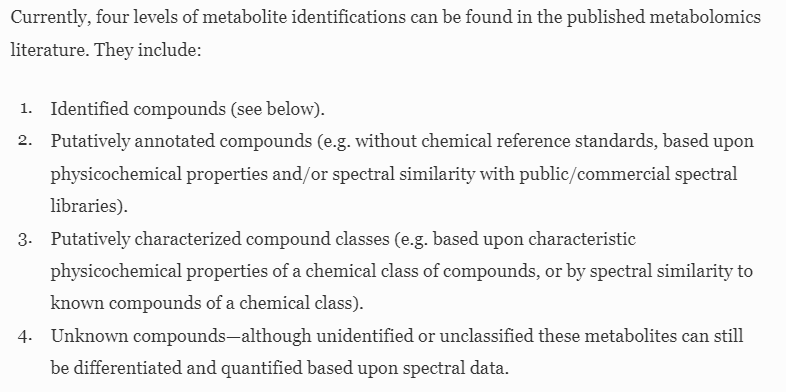 Currently, four levels of metabolite identifications can be found in the published metabolomics
literature. They include:
1. Identified compounds (see below).
2. Putatively annotated compounds (e.g. without chemical reference standards, based upon
physicochemical properties and/or spectral similarity with public/commercial spectral
libraries).
3. Putatively characterized compound classes (e.g. based upon characteristic
physicochemical properties of a chemical class of compounds, or by spectral similarity to
known compounds of a chemical class).
4. Unknown compounds—although unidentified or unclassified these metabolites can still
be differentiated and quantified based upon spectral data.